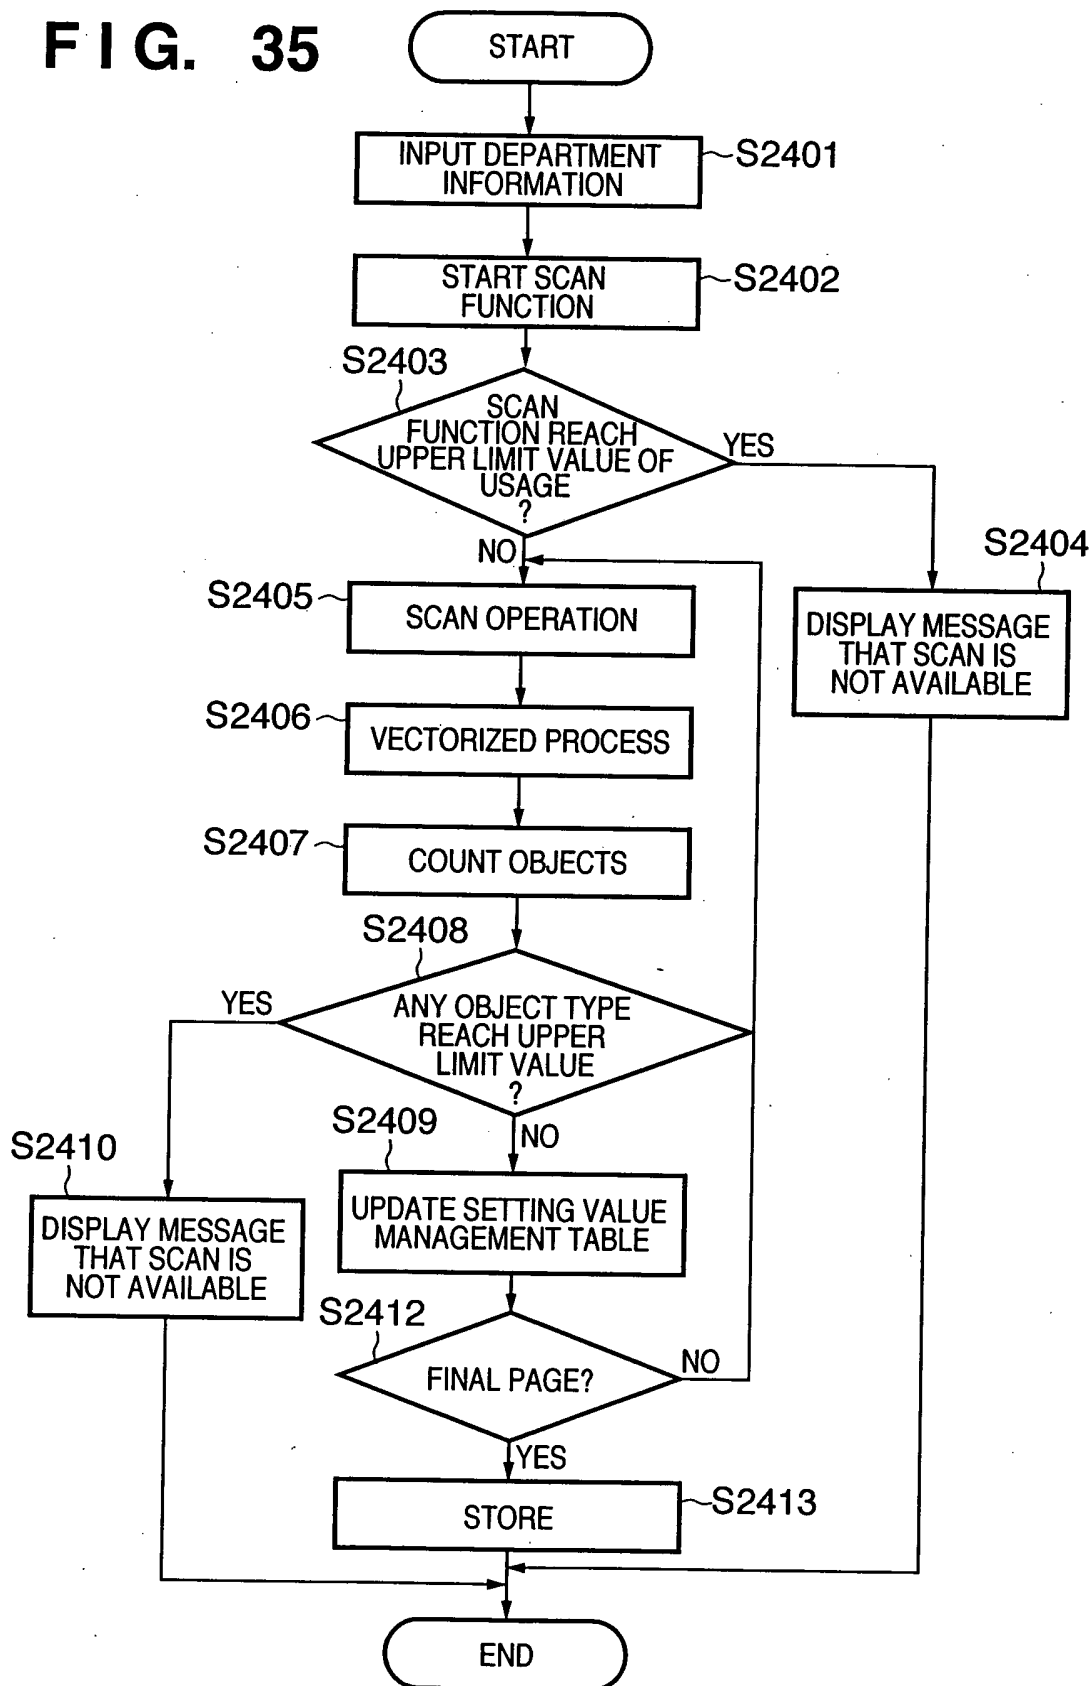 FIG. 35
START
INPUT DEPARTMENT
INFORMATION
S2401
START SCAN
FUNCTION
S2402
S2403
SCAN
FUNCTION REACH
UPPER LIMIT VALUE OF
USAGE
?
YES
NO
S2404
DISPLAY MESSAGE
THAT SCAN IS
NOT AVAILABLE
S2405
SCAN OPERATION
S2406
VECTORIZED PROCESS
S2407
COUNT OBJECTS
S2408
YES
ANY OBJECT TYPE
REACH UPPER
LIMIT VALUE
?
NO
S2409
S2410
UPDATE SETTING VALUE
MANAGEMENT TABLE
DISPLAY MESSAGE
THAT SCAN IS
NOT AVAILABLE
S2412
FINAL PAGE?
NO
YES
STORE
S2413
END